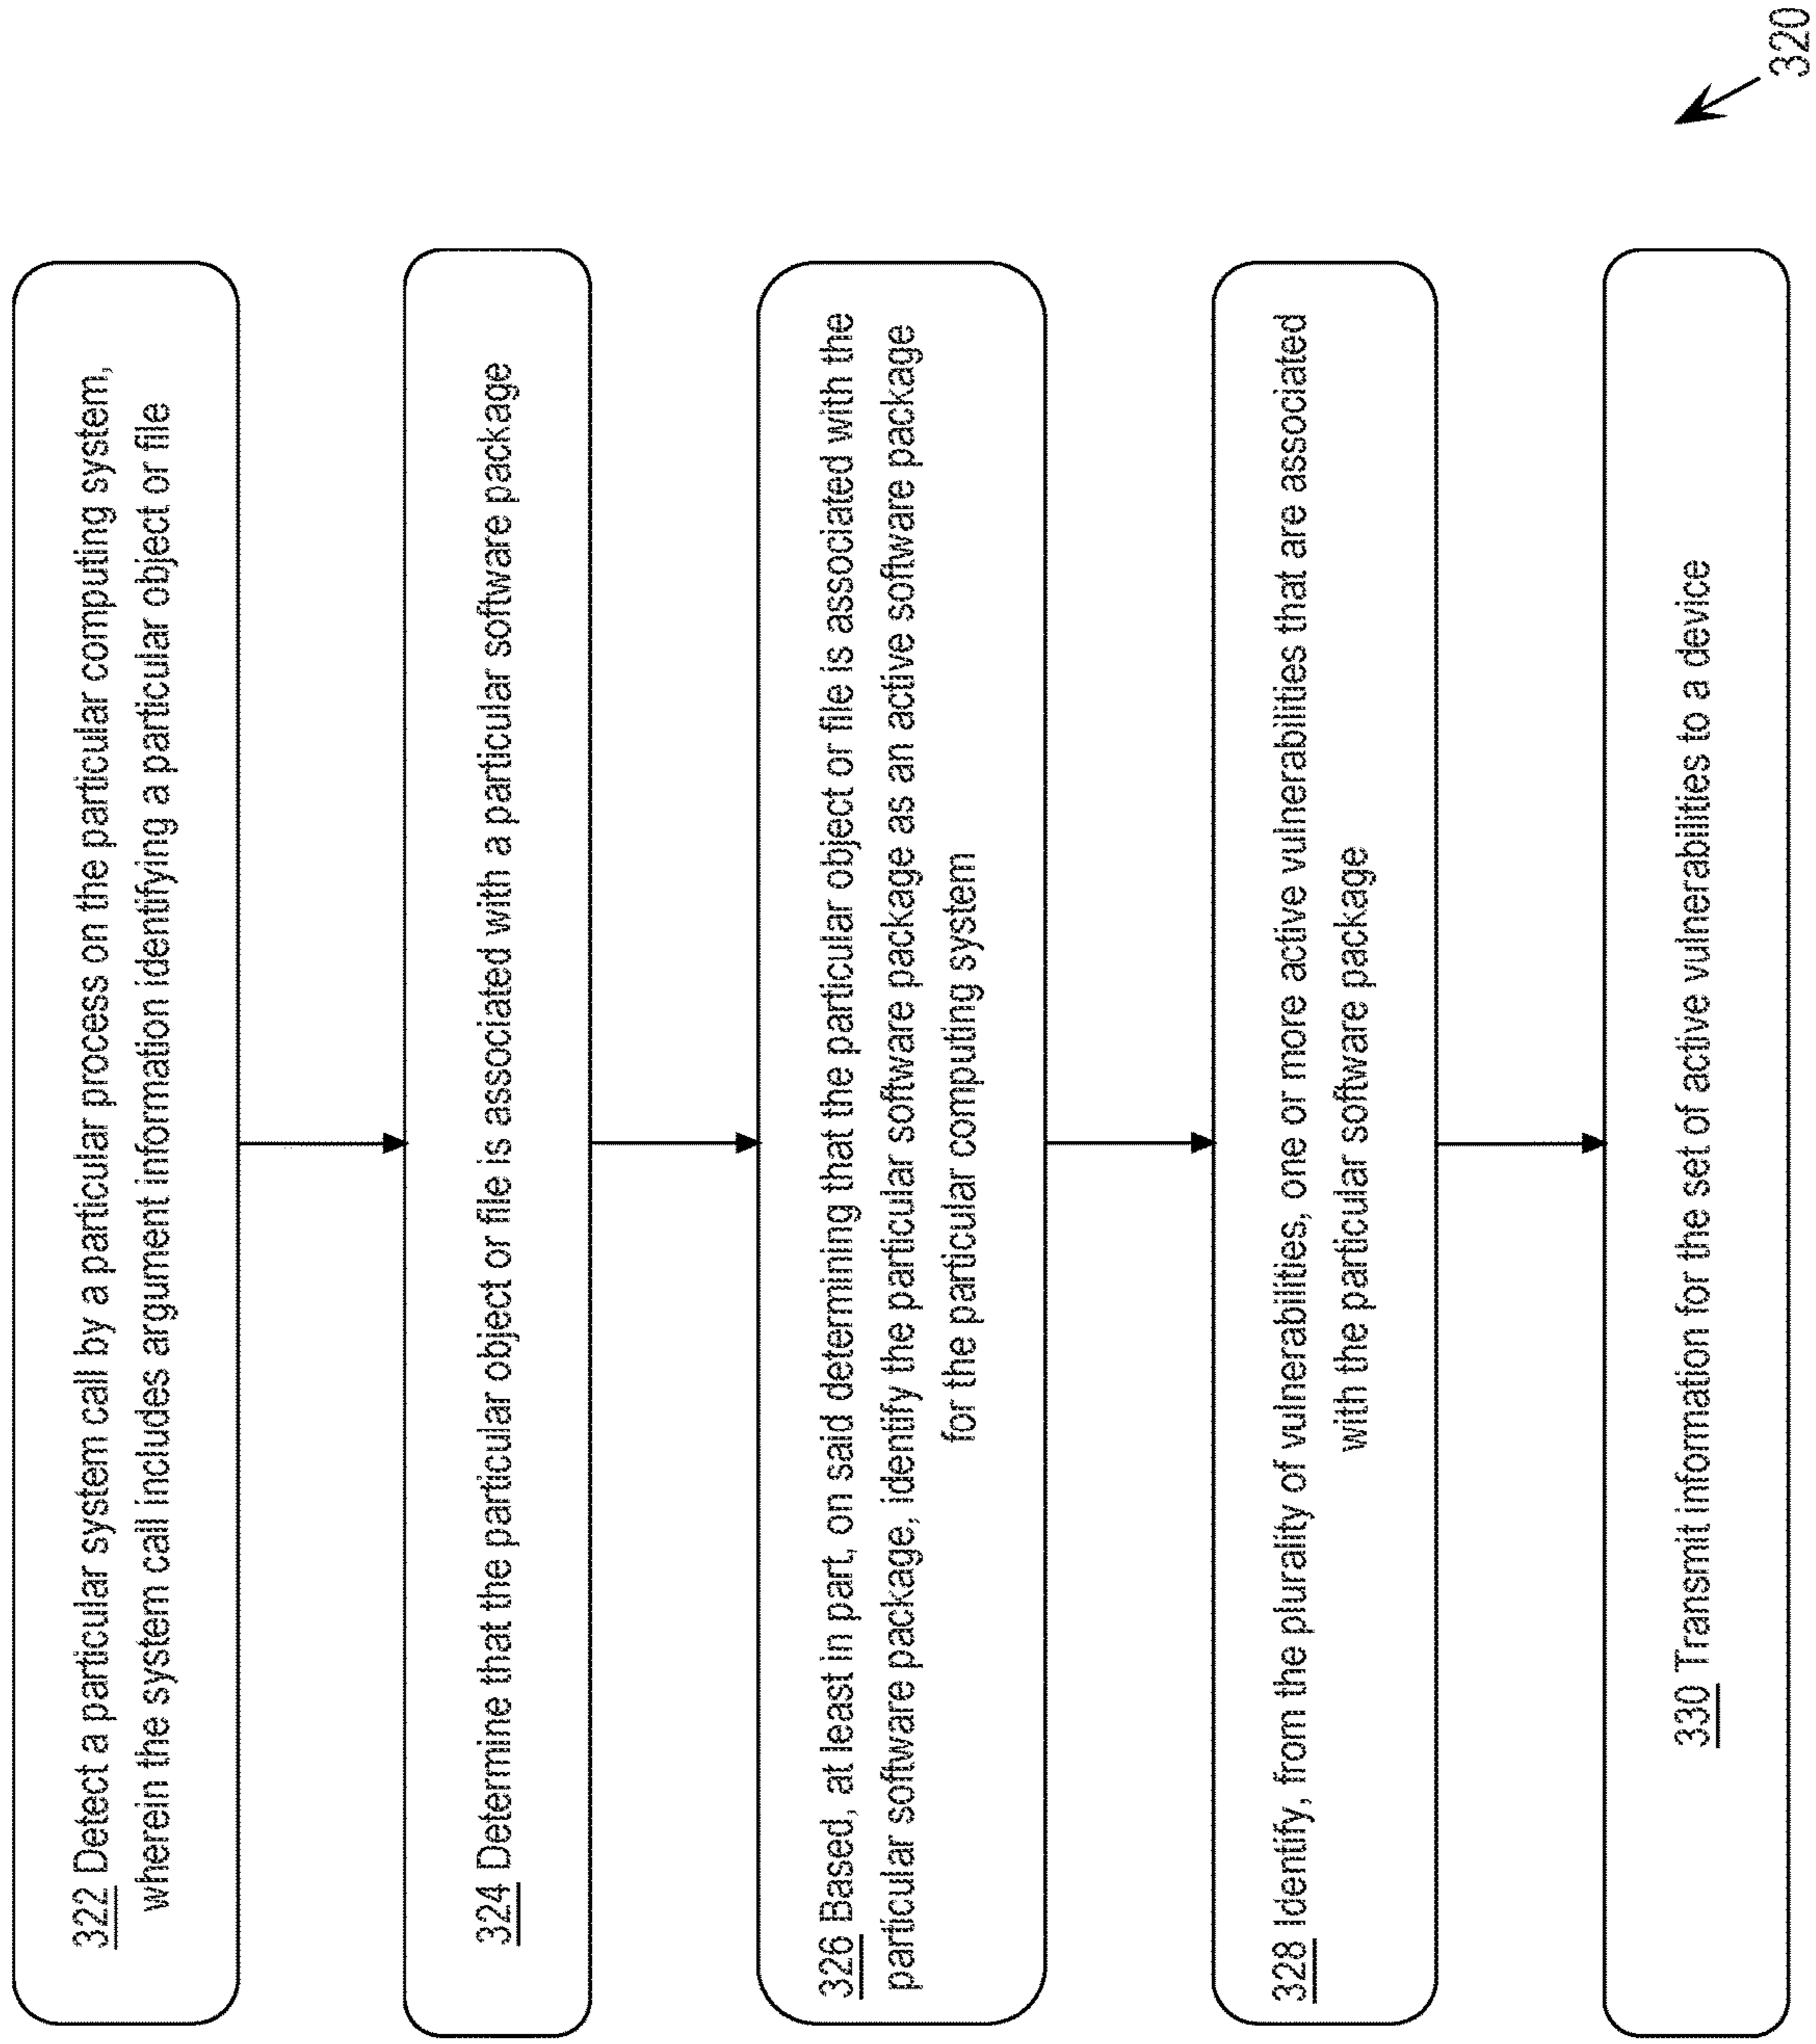 322 Detect a particular system call by a particular process on the particular computing system,
wherein the system call includes argument information identifying a particular object or file
324 Determine that the particular object or file is associated with a particular software package
326 Based, at least in part, on said determining that the particular object or file is associated with the
particular software package, identify the particular software package as an active software package
for the particular computing system
328 Identify, from the plurality of vulnerabilities, one or more active vulnerabilities that are associated
with the particular software package
330 Transmit information for the set of active vulnerabilities to a device
320